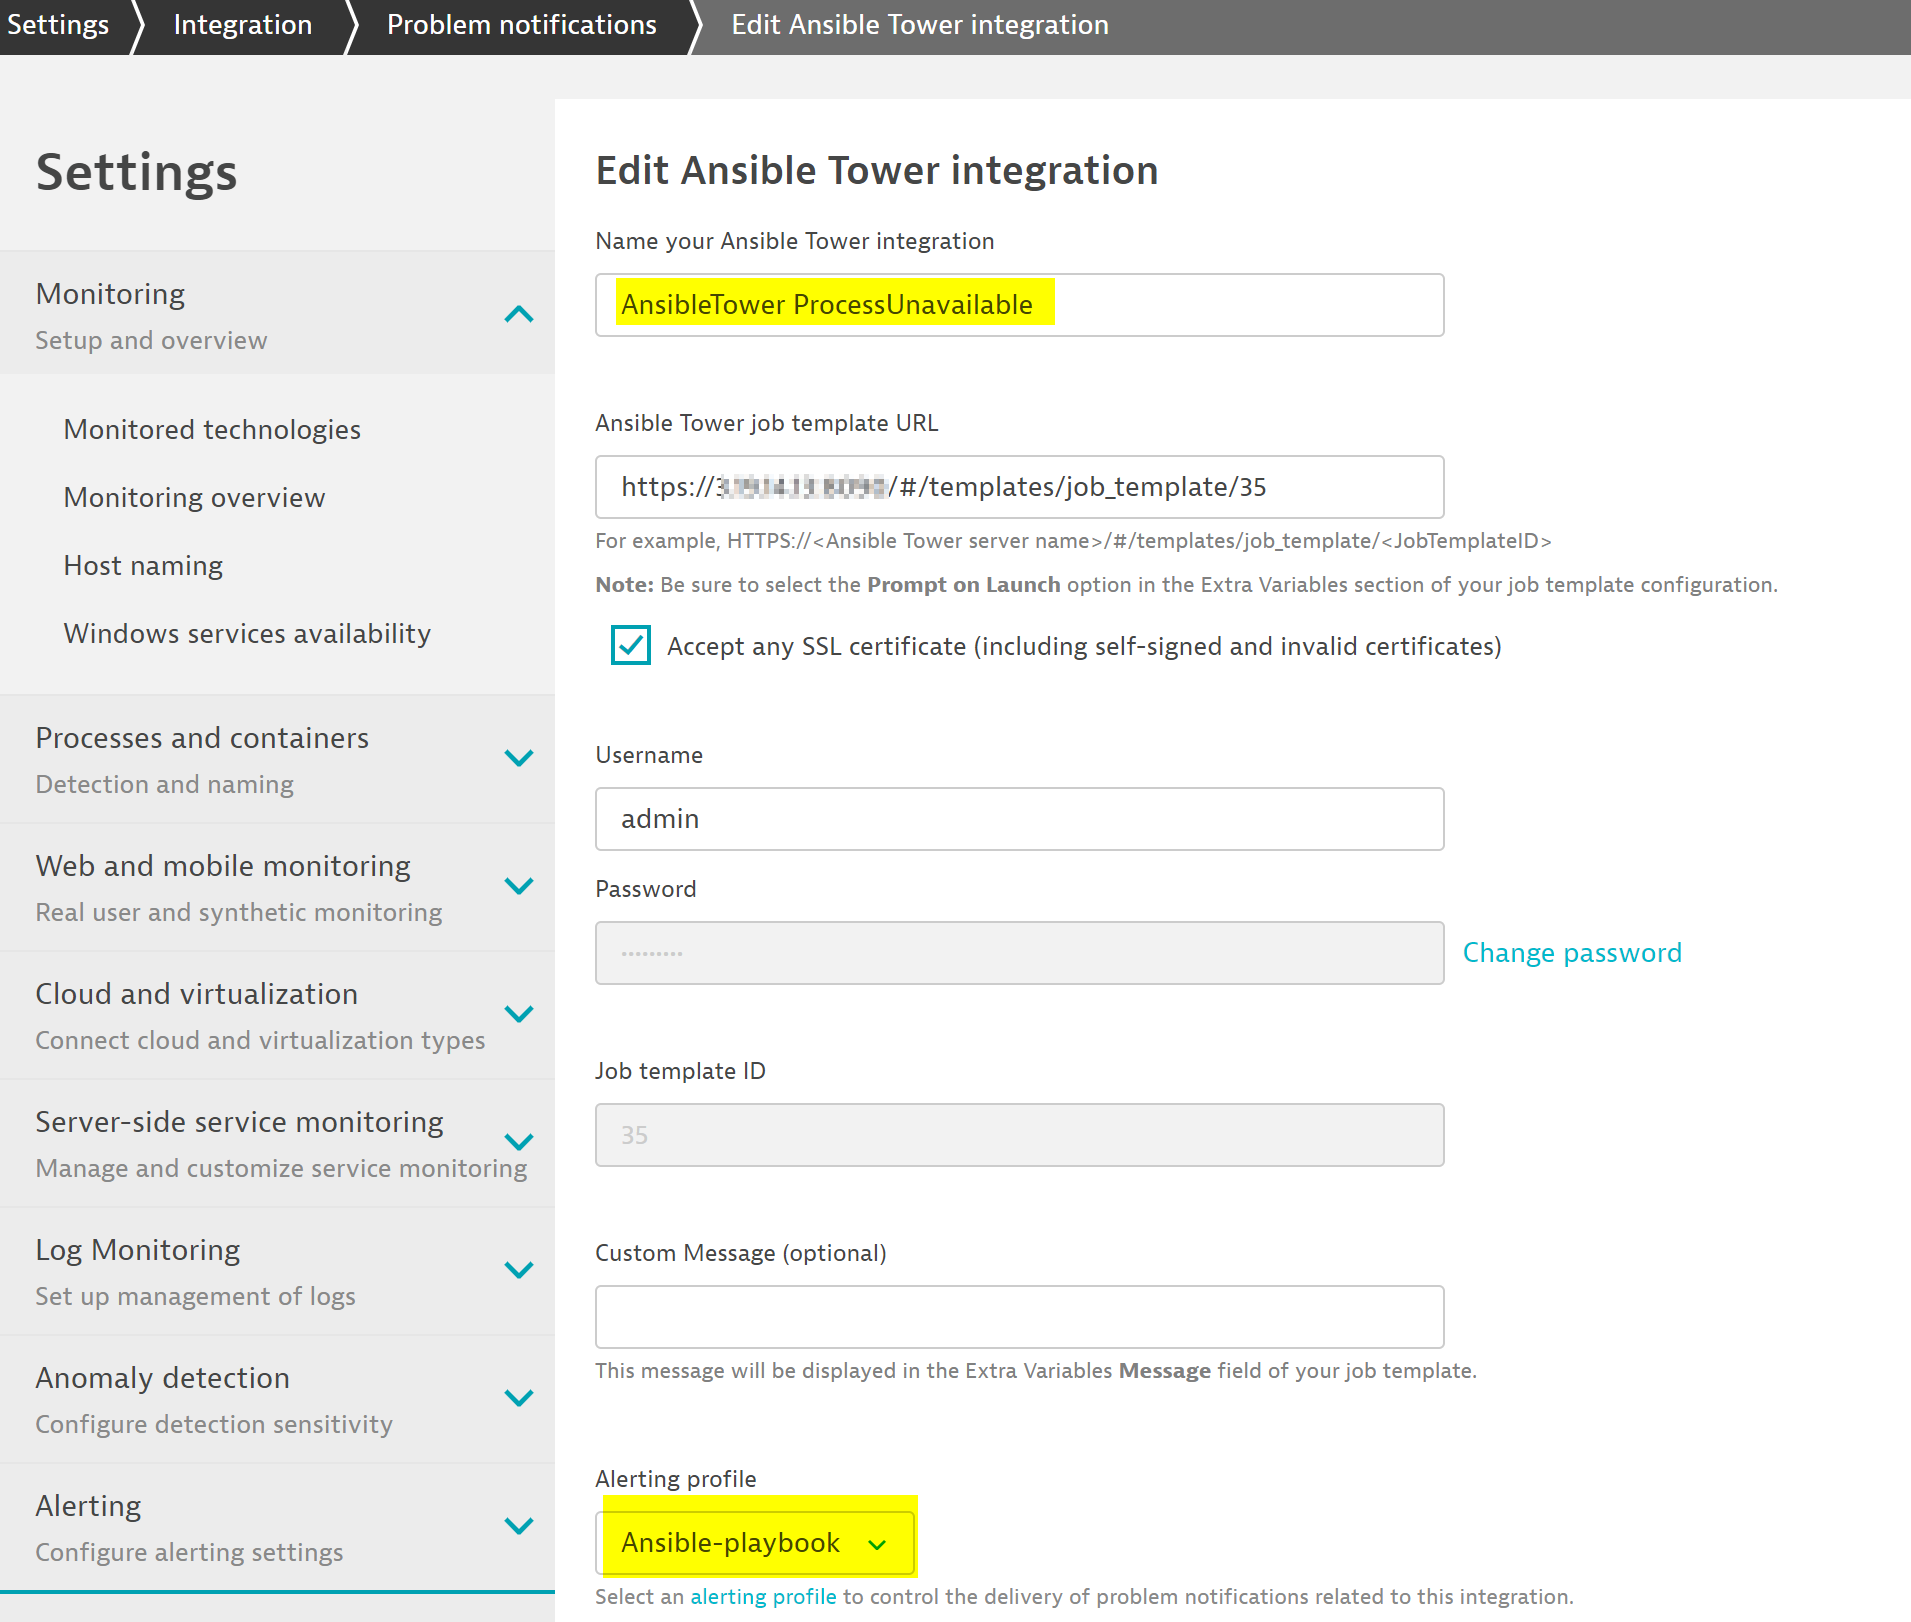 Settings
Integration
Problem notifications
Edit Ansible Tower integration
Settings
Monitoring
Setup and overview
Monitored technologies
Monitoring overview
Host naming
Windows services availability
Processes and containers
Detection and naming
Web and mobile monitoring
Real user and synthetic monitoring
Cloud and virtualization
Connect cloud and virtualization types
Server-side service monitoring
Manage and customize service monitoring
Log Monitoring
Set up management of logs
Anomaly detection
Configure detection sensitivity
Alerting
Configure alerting settings
Edit Ansible Tower integration
Name your Ansible Tower integration
AnsibleTower ProcessUnavailable
Ansible Tower job template URL
https:// /#/templates/job_template/35
For example, HTTPS://<Ansible Tower server name>/#/templates/job_template/<JobTemplateID>
Note: Be sure to select the Prompt on Launch option in the Extra Variables section of your job template configuration.
Accept any SSL certificate (including self-signed and invalid certificates)
Username
admin
Password
•••••••••
Change password
Job template ID
35
Custom Message (optional)
This message will be displayed in the Extra Variables Message field of your job template.
Alerting profile
Ansible-playbook
Select an alerting profile to control the delivery of problem notifications related to this integration.